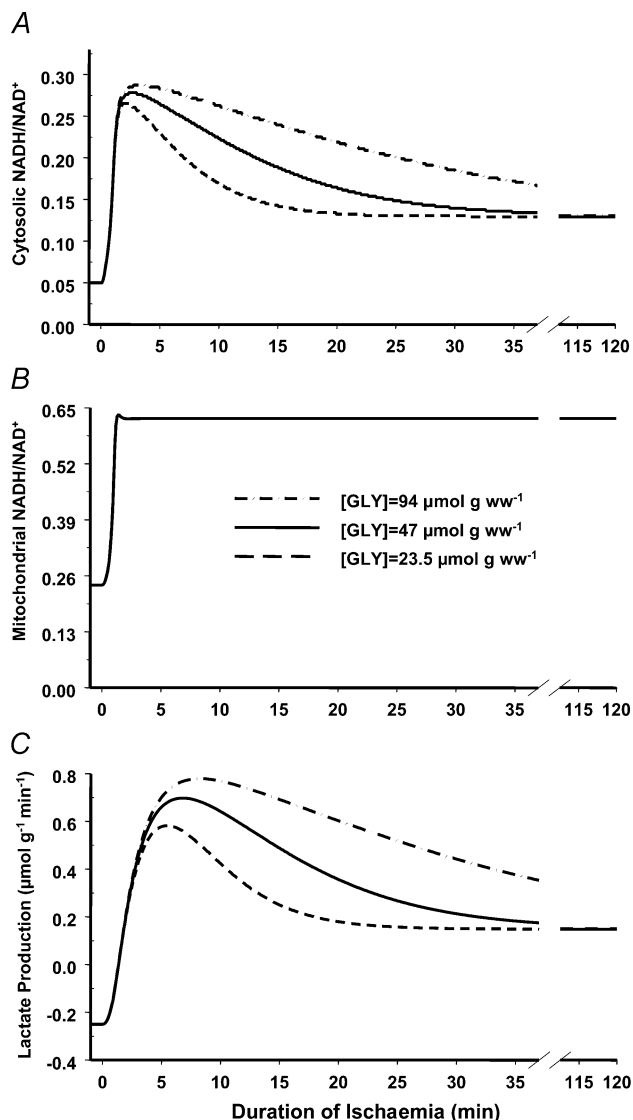 A
Cytosolic NADH/NAD⁺
0.30
0.25
0.20
0.15
0.10
0.05
0.00
0 5 10 15 20 25 30 35 115 120
B
Mitochondrial NADH/NAD⁺
0.65
0.52
0.39
0.26
0.13
0.00
[GLY]=94 µmol g ww⁻¹
[GLY]=47 µmol g ww⁻¹
[GLY]=23.5 µmol g ww⁻¹
0 5 10 15 20 25 30 35 115 120
C
Lactate Production (µmol g⁻¹ min⁻¹)
0.8
0.6
0.4
0.2
0.0
-0.2
-0.4
0 5 10 15 20 25 30 35 115 120
Duration of Ischaemia (min)